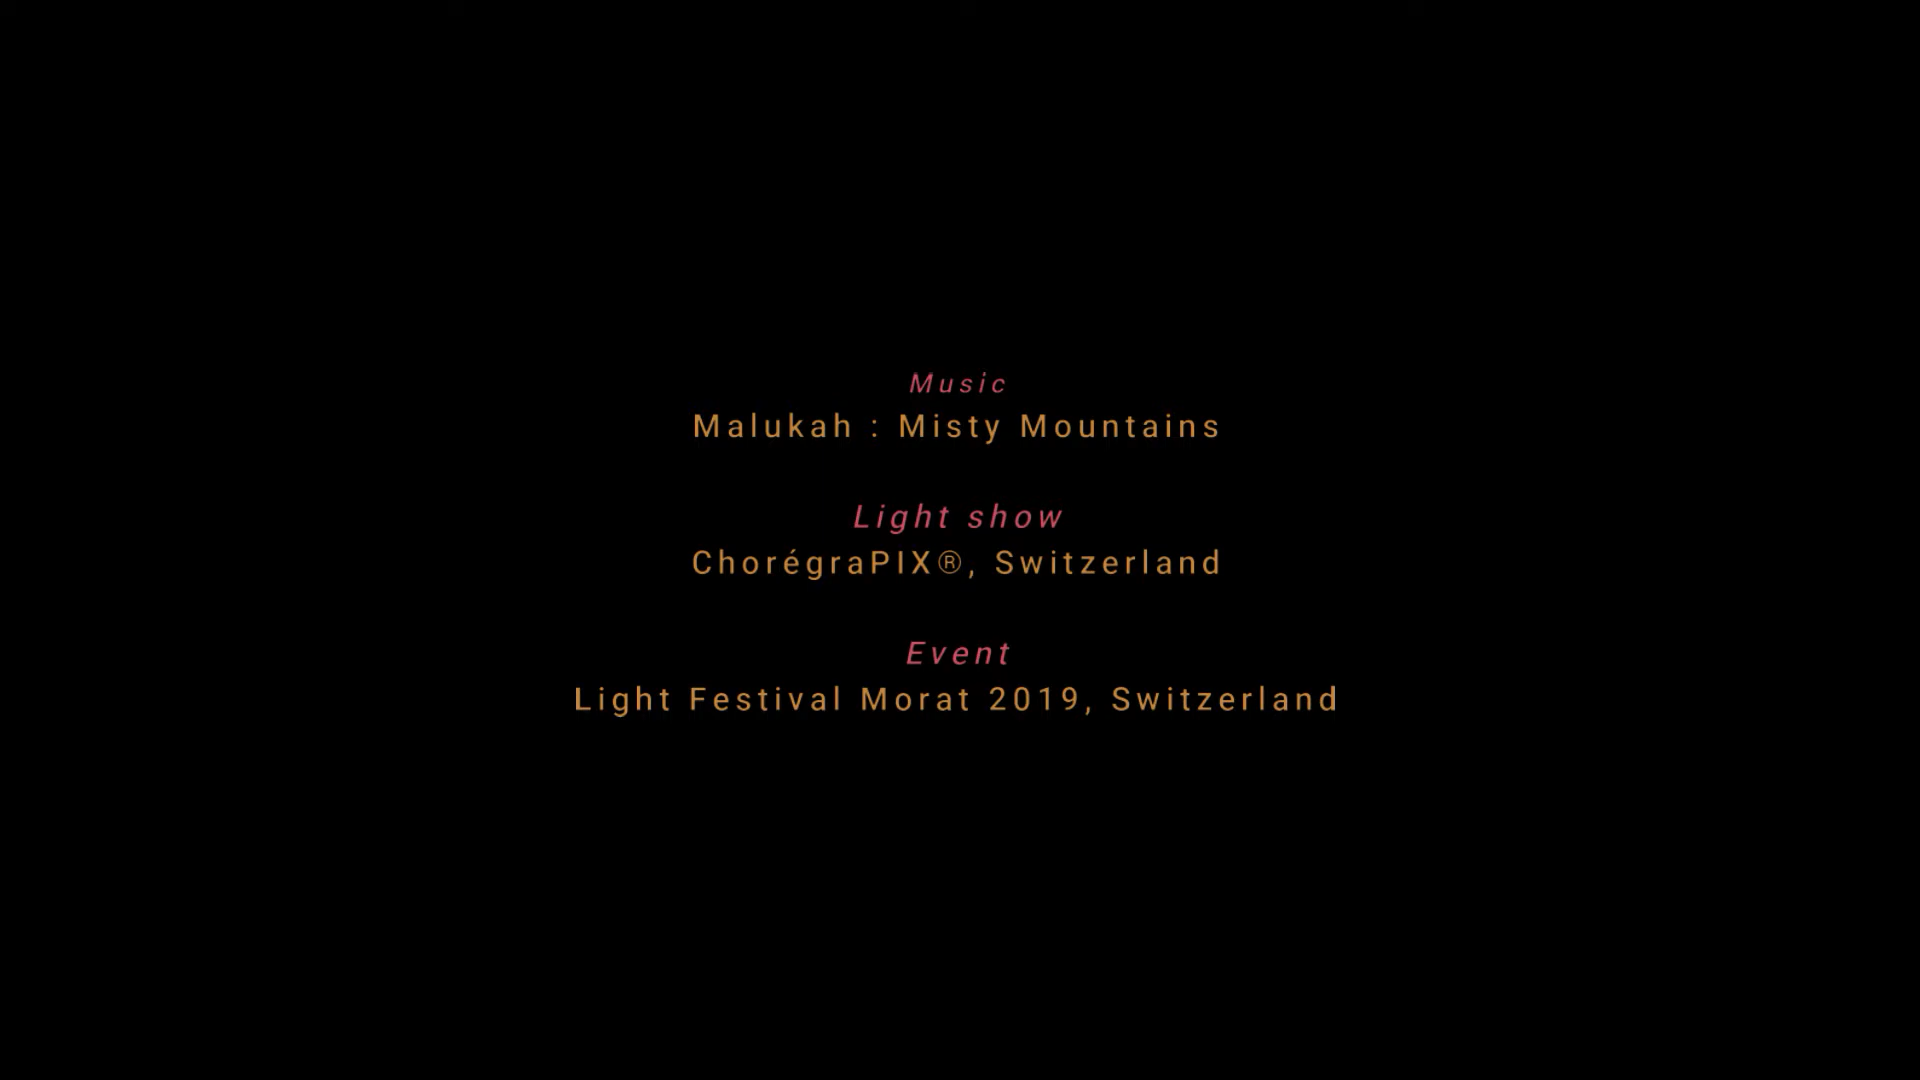 Music
Malukah : Misty Mountains
Light show
ChorégraPIX®, Switzerland
Event
Light Festival Morat 2019, Switzerland